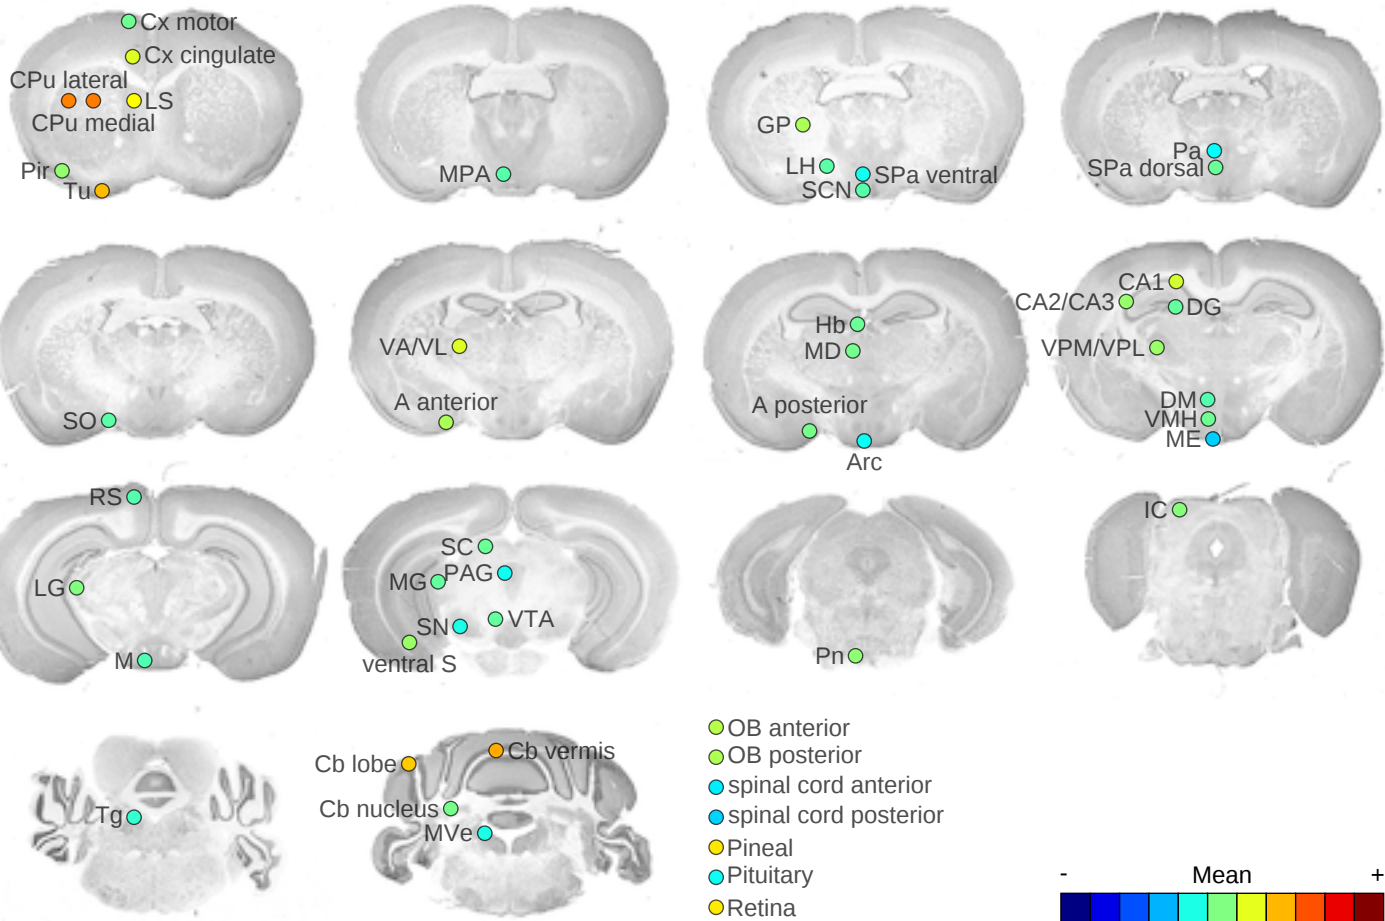 Cx motor
Cx cingulate
CPu lateral
LS
CPu medial
Pir
Tu
MPA
GP
LH
SPa ventral
SCN
Pa
SPa dorsal
SO
VA/VL
A anterior
Hb
MD
A posterior
Arc
CA1
CA2/CA3
DG
VPM/VPL
DM
VMH
ME
RS
LG
M
SC
PAG
MG
VTA
SN
ventral S
Pn
IC
Tg
Cb lobe
Cb vermis
Cb nucleus
MVe
OB anterior
OB posterior
spinal cord anterior
spinal cord posterior
Pineal
Pituitary
Retina
- Mean +